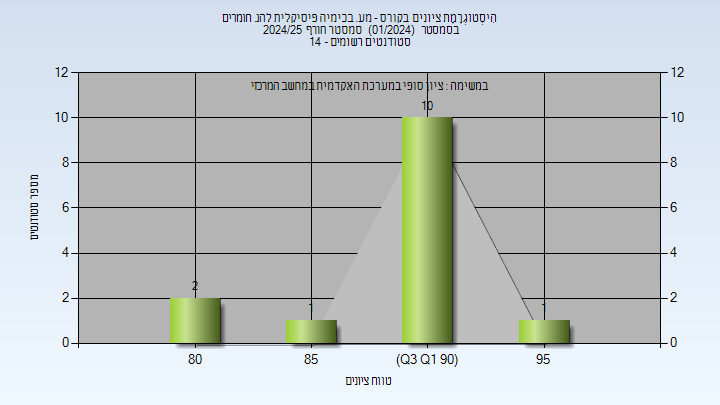 היסטוגרמת ציונים בקורס - מע. בכימיה פיסיקלית להנ. חומרים
בסמסטר (01/2024) סמסטר חורף 2024/25
סטודנטים רשומים - 14
במשימה : ציון סופי במערכת האקדמית במחשב המרכזי
12 12
10 10
8 8
6 6
4 4
2 2
0 0
מספר סטודנטים
2 1 10 1
80 85 (Q3 Q1 90) 95
טווח ציונים